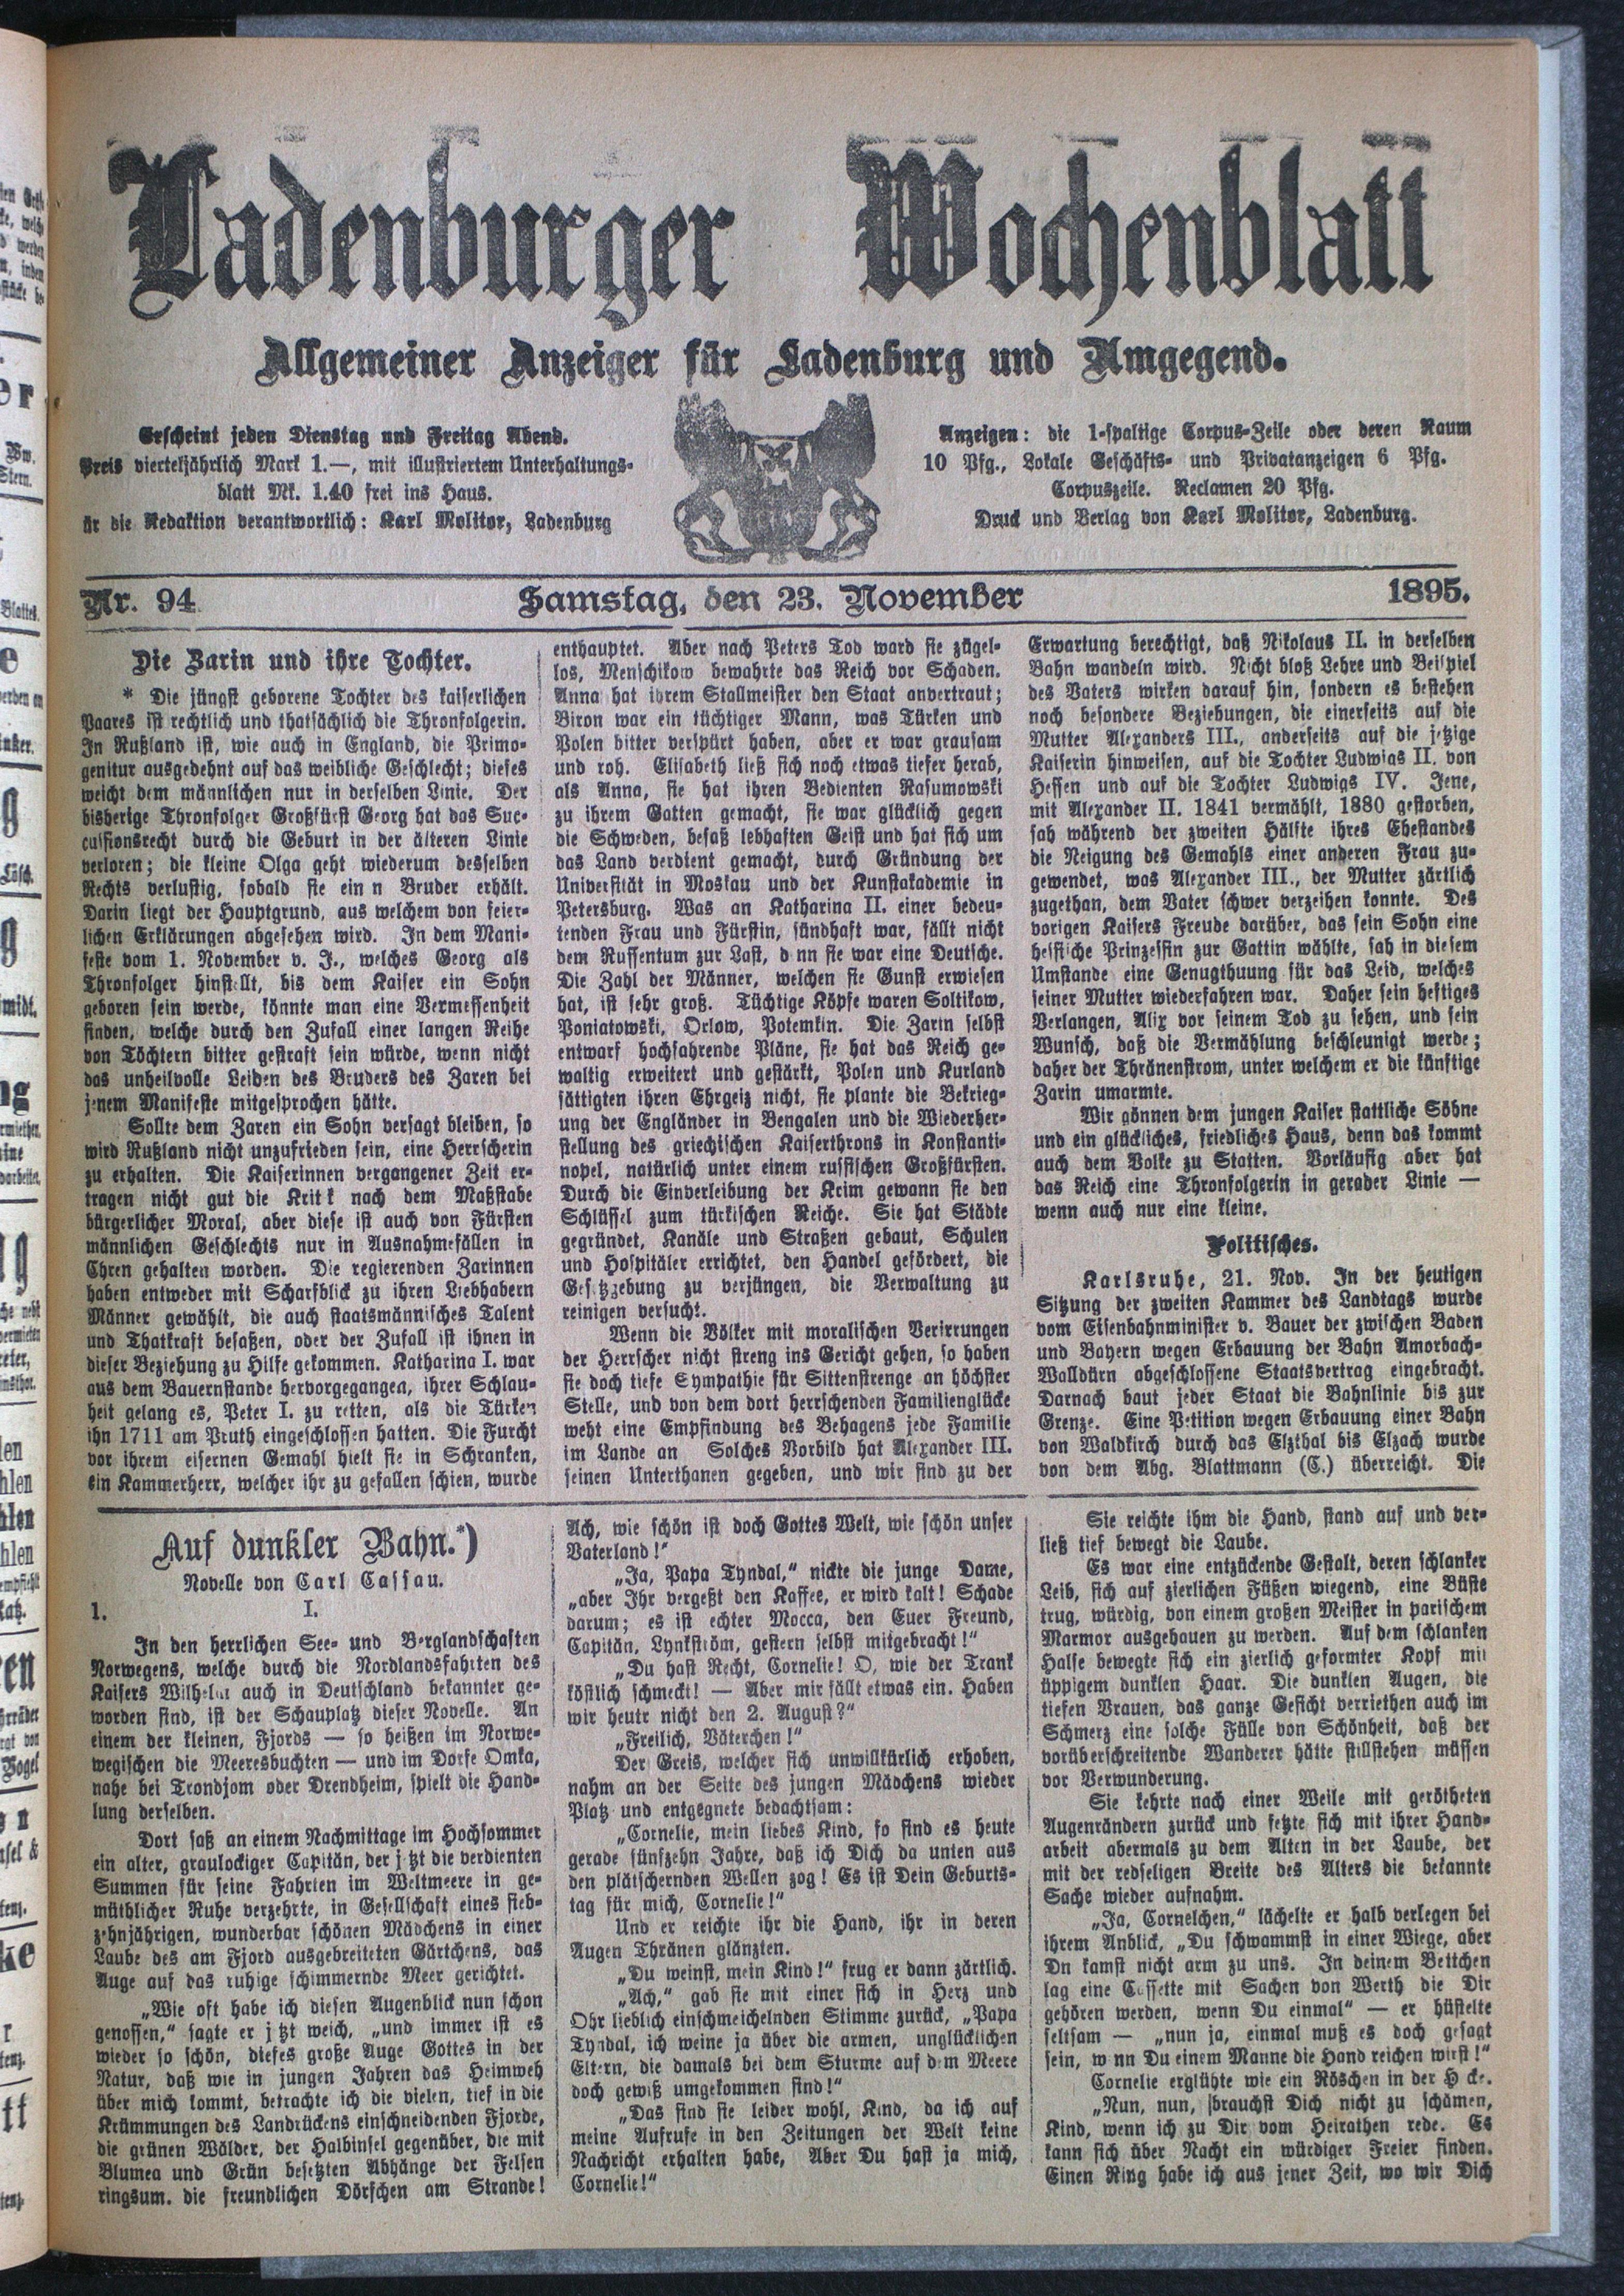 Ladenburger Wochenblatt
Allgemeiner Anzeiger für Ladenburg und Umgegend.
Erscheint jeden Dienstag und Freitag Abend.
Preis vierteljährlich Mark 1.—, mit illustriertem Unterhaltungs-
blatt Mk. 1.40 frei ins Haus.
ür die Redaktion verantwortlich: Karl Molitor, Ladenburg
Anzeigen: die 1-spaltige Corpus-Zeile oder deren Raum
10 Pfg., Lokale Geschäfts- und Privatanzeigen 6 Pfg.
Corpuszeile. Reclamen 20 Pfg.
Druck und Verlag von Karl Molitor, Ladenburg.
Nr. 94 Samstag, den 23. November 1895.
Die Zarin und ihre Tochter.
* Die jüngst geborene Tochter des kaiserlichen
Paares ist rechtlich und thatsächlich die Thronfolgerin.
In Rußland ist, wie auch in England, die Primo-
genitur ausgedehnt auf das weibliche Geschlecht; dieses
weicht dem männlichen nur in derselben Linie. Der
bisherige Thronfolger Großfürst Georg hat das Suc-
cussionsrecht durch die Geburt in der älteren Linie
verloren; die kleine Olga geht wiederum desselben
Rechts verlustig, sobald sie ein n Bruder erhält.
Darin liegt der Hauptgrund, aus welchem von feier-
lichen Erklärungen abgesehen wird. In dem Mani-
feste vom 1. November v. J., welches Georg als
Thronfolger hinstellt, bis dem Kaiser ein Sohn
geboren sein werde, könnte man eine Vermessenheit
finden, welche durch den Zufall einer langen Reihe
von Töchtern bitter gestraft sein würde, wenn nicht
das unheilvolle Leiden des Bruders des Zaren bei
jenem Manifeste mitgesprochen hätte.
Sollte dem Zaren ein Sohn versagt bleiben, so
wird Rußland nicht unzufrieden sein, eine Herrscherin
zu erhalten. Die Kaiserinnen vergangener Zeit er-
tragen nicht gut die Krit k nach dem Maßstabe
bürgerlicher Moral, aber diese ist auch von Fürsten
männlichen Geschlechts nur in Ausnahmefällen in
Ehren gehalten worden. Die regierenden Zarinnen
haben entweder mit Scharfblick zu ihren Liebhabern
Männer gewählt, die auch staatsmännisches Talent
und Thatkraft besaßen, oder der Zufall ist ihnen in
dieser Beziehung zu Hilfe gekommen. Katharina I. war
aus dem Bauernstande hervorgegangen, ihrer Schlau-
heit gelang es, Peter I. zu retten, als die Türken
ihn 1711 am Pruth eingeschlossen hatten. Die Furcht
vor ihrem eisernen Gemahl hielt sie in Schranken,
ein Kammerherr, welcher ihr zu gefallen schien, wurde
enthauptet. Aber nach Peters Tod ward sie zügel-
los, Menschikow bewahrte das Reich vor Schaden.
Anna hat ihrem Stallmeister den Staat anvertraut;
Biron war ein tüchtiger Mann, was Türken und
Polen bitter verspürt haben, aber er war grausam
und roh. Elisabeth ließ sich noch etwas tiefer herab,
als Anna, sie hat ihren Bedienten Rasumowski
zu ihrem Gatten gemacht, sie war glücklich gegen
die Schweden, besaß lebhaften Geist und hat sich um
das Land verdient gemacht, durch Gründung der
Universität in Moskau und der Kunstakademie in
Petersburg. Was an Katharina II. einer bedeu-
tenden Frau und Fürstin, sündhaft war, fällt nicht
dem Russentum zur Last, d nn sie war eine Deutsche.
Die Zahl der Männer, welchen sie Gunst erwiesen
hat, ist sehr groß. Tüchtige Köpfe waren Soltikow,
Poniatowski, Orlow, Potemkin. Die Zarin selbst
entwarf hochfahrende Pläne, sie hat das Reich ge-
waltig erweitert und gestärkt, Polen und Kurland
sättigten ihren Ehrgeiz nicht, sie plante die Bekrieg-
ung der Engländer in Bengalen und die Wiederher-
stellung des griechischen Kaiserthrons in Konstanti-
nopel, natürlich unter einem russischen Großfürsten.
Durch die Einverleibung der Krim gewann sie den
Schlüssel zum türkischen Reiche. Sie hat Städte
gegründet, Kanäle und Straßen gebaut, Schulen
und Hospitäler errichtet, den Handel gefördert, die
Gesetzgebung zu verjüngen, die Verwaltung zu
reinigen versucht.
Wenn die Völker mit moralischen Verirrungen
der Herrscher nicht streng ins Gericht gehen, so haben
sie doch tiefe Sympathie für Sittenstrenge an höchster
Stelle, und von dem dort herrschenden Familienglücke
weht eine Empfindung des Behagens jede Familie
im Lande an Solches Vorbild hat Alexander III.
seinen Unterthanen gegeben, und wir sind zu der
Erwartung berechtigt, daß Nikolaus II. in derselben
Bahn wandeln wird. Nicht bloß Lehre und Beispiel
des Vaters wirken darauf hin, sondern es bestehen
noch besondere Beziehungen, die einerseits auf die
Mutter Alexanders III., anderseits auf die jetzige
Kaiserin hinweisen, auf die Tochter Ludwigs II. von
Hessen und auf die Tochter Ludwigs IV. Jene,
mit Alexander II. 1841 vermählt, 1880 gestorben,
sah während der zweiten Hälfte ihres Ehestandes
die Neigung des Gemahls einer anderen Frau zu-
gewendet, was Alexander III., der Mutter zärtlich
zugethan, dem Vater schwer verzeihen konnte. Des
vorigen Kaisers Freude darüber, das sein Sohn eine
hessische Prinzessin zur Gattin wählte, sah in diesem
Umstande eine Genugthuung für das Leid, welches
seiner Mutter wiederfahren war. Daher sein heftiges
Verlangen, Alix vor seinem Tod zu sehen, und sein
Wunsch, daß die Vermählung beschleunigt werde;
daher der Thränenstrom, unter welchem er die künftige
Zarin umarmte.
Wir gönnen dem jungen Kaiser stattliche Söhne
und ein glückliches, friedliches Haus, denn das kommt
auch dem Volke zu Statten. Vorläufig aber hat
das Reich eine Thronfolgerin in gerader Linie —
wenn auch nur eine kleine.
Politisches.
Karlsruhe, 21. Nov. In der heutigen
Sitzung der zweiten Kammer des Landtags wurde
vom Eisenbahnminister v. Bauer der zwischen Baden
und Bayern wegen Erbauung der Bahn Amorbach-
Walldürn abgeschlossene Staatsvertrag eingebracht.
Darnach baut jeder Staat die Bahnlinie bis zur
Grenze. Eine Petition wegen Erbauung einer Bahn
von Waldkirch durch das Elzthal bis Elzach wurde
von dem Abg. Blattmann (C.) überreicht. Die
Auf dunkler Bahn.*)
Novelle von Carl Cassau.
1. I.
In den herrlichen See- und Berglandschaften
Norwegens, welche durch die Nordlandsfahrten des
Kaisers Wilhelm auch in Deutschland bekannter ge-
worden sind, ist der Schauplatz dieser Novelle. An
einem der kleinen, Fjords — so heißen im Norwe-
wegischen die Meeresbuchten — und im Dorfe Omka,
nahe bei Trondjom oder Drendheim, spielt die Hand-
lung derselben.
Dort saß an einem Nachmittage im Hochsommer
ein alter, graulockiger Capitän, der j tzt die verdienten
Summen für seine Fahrten im Weltmeere in ge-
müthlicher Ruhe verzehrte, in Gesellschaft eines sieb-
zehnjährigen, wunderbar schönen Mädchens in einer
Laube des am Fjord ausgebreiteten Gärtchens, das
Auge auf das ruhige schimmernde Meer gerichtet.
„Wie oft habe ich diesen Augenblick nun schon
genossen,“ sagte er j tzt weich, „und immer ist es
wieder so schön, dieses große Auge Gottes in der
Natur, daß wie in jungen Jahren das Heimweh
über mich kommt, betrachte ich die vielen, tief in die
Krümmungen des Landrückens einschneidenden Fjorde,
die grünen Wälder, der Halbinsel gegenüber, die mit
Blumea und Grün besetzten Abhänge der Felsen
ringsum. die freundlichen Dörfchen am Strande!
Ach, wie schön ist doch Gottes Welt, wie schön unser
Vaterland!“
„Ja, Papa Tyndal,“ nickte die junge Dame,
„aber Ihr vergeßt den Kaffee, er wird kalt! Schade
darum; es ist echter Mocca, den Euer Freund,
Capitän, Lynkström, gestern selbst mitgebracht!“
„Du hast Recht, Cornelie! O, wie der Trank
köstlich schmeckt! — Aber mir fällt etwas ein. Haben
wir heutr nicht den 2. August?“
„Freilich, Väterchen!“
Der Greis, welcher sich unwillkürlich erhoben,
nahm an der Seite des jungen Mädchens wieder
Platz und entgegnete bedachtsam:
„Cornelie, mein liebes Kind, so sind es heute
gerade fünfzehn Jahre, daß ich Dich da unten aus
den plätschernden Wellen zog! Es ist Dein Geburts-
tag für mich, Cornelie!“
Und er reichte ihr die Hand, ihr in deren
Augen Thränen glänzten.
„Du weinst, mein Kind!“ frug er dann zärtlich.
„Ach,“ gab sie mit einer sich in Herz und
Ohr lieblich einschmeichelnden Stimme zurück, „Papa
Tyndal, ich weine ja über die armen, unglücklichen
Eltern, die damals bei dem Sturme auf dem Meere
doch gewiß umgekommen sind!“
„Das sind sie leider wohl, Kind, da ich auf
meine Aufrufe in den Zeitungen der Welt keine
Nachricht erhalten habe, Aber Du hast ja mich,
Cornelie!“
Sie reichte ihm die Hand, stand auf und ver-
ließ tief bewegt die Laube.
Es war eine entzückende Gestalt, deren schlanker
Leib, sich auf zierlichen Füßen wiegend, eine Büste
trug, würdig, von einem großen Meister in parischem
Marmor ausgehauen zu werden. Auf dem schlanken
Halse bewegte sich ein zierlich geformter Kopf mit
üppigem dunklen Haar. Die dunklen Augen, die
tiefen Brauen, das ganze Gesicht verriethen auch im
Schmerz eine solche Fülle von Schönheit, daß der
vorüberschreitende Wanderer hätte stillstehen müssen
vor Verwunderung.
Sie kehrte nach einer Weile mit gerötheten
Augenrändern zurück und setzte sich mit ihrer Hand-
arbeit abermals zu dem Alten in der Laube, der
mit der redseligen Breite des Alters die bekannte
Sache wieder aufnahm.
„Ja, Cornelchen,“ lächelte er halb verlegen bei
ihrem Anblick, „Du schwammst in einer Wiege, aber
Dn kamst nicht arm zu uns. In deinem Bettchen
lag eine Cassette mit Sachen von Werth die Dir
gehören werden, wenn Du einmal“ — er hüstelte
seltsam — „nun ja, einmal muß es doch gesagt
sein, w nn Du einem Manne die Hand reichen wirst!“
Cornelie erglühte wie ein Röschen in der H cke.
„Nun, nun, brauchst Dich nicht zu schämen,
Kind, wenn ich zu Dir vom Heirathen rede. Es
kann sich über Nacht ein würdiger Freier finden.
Einen Ring habe ich aus jener Zeit, wo wir Dich